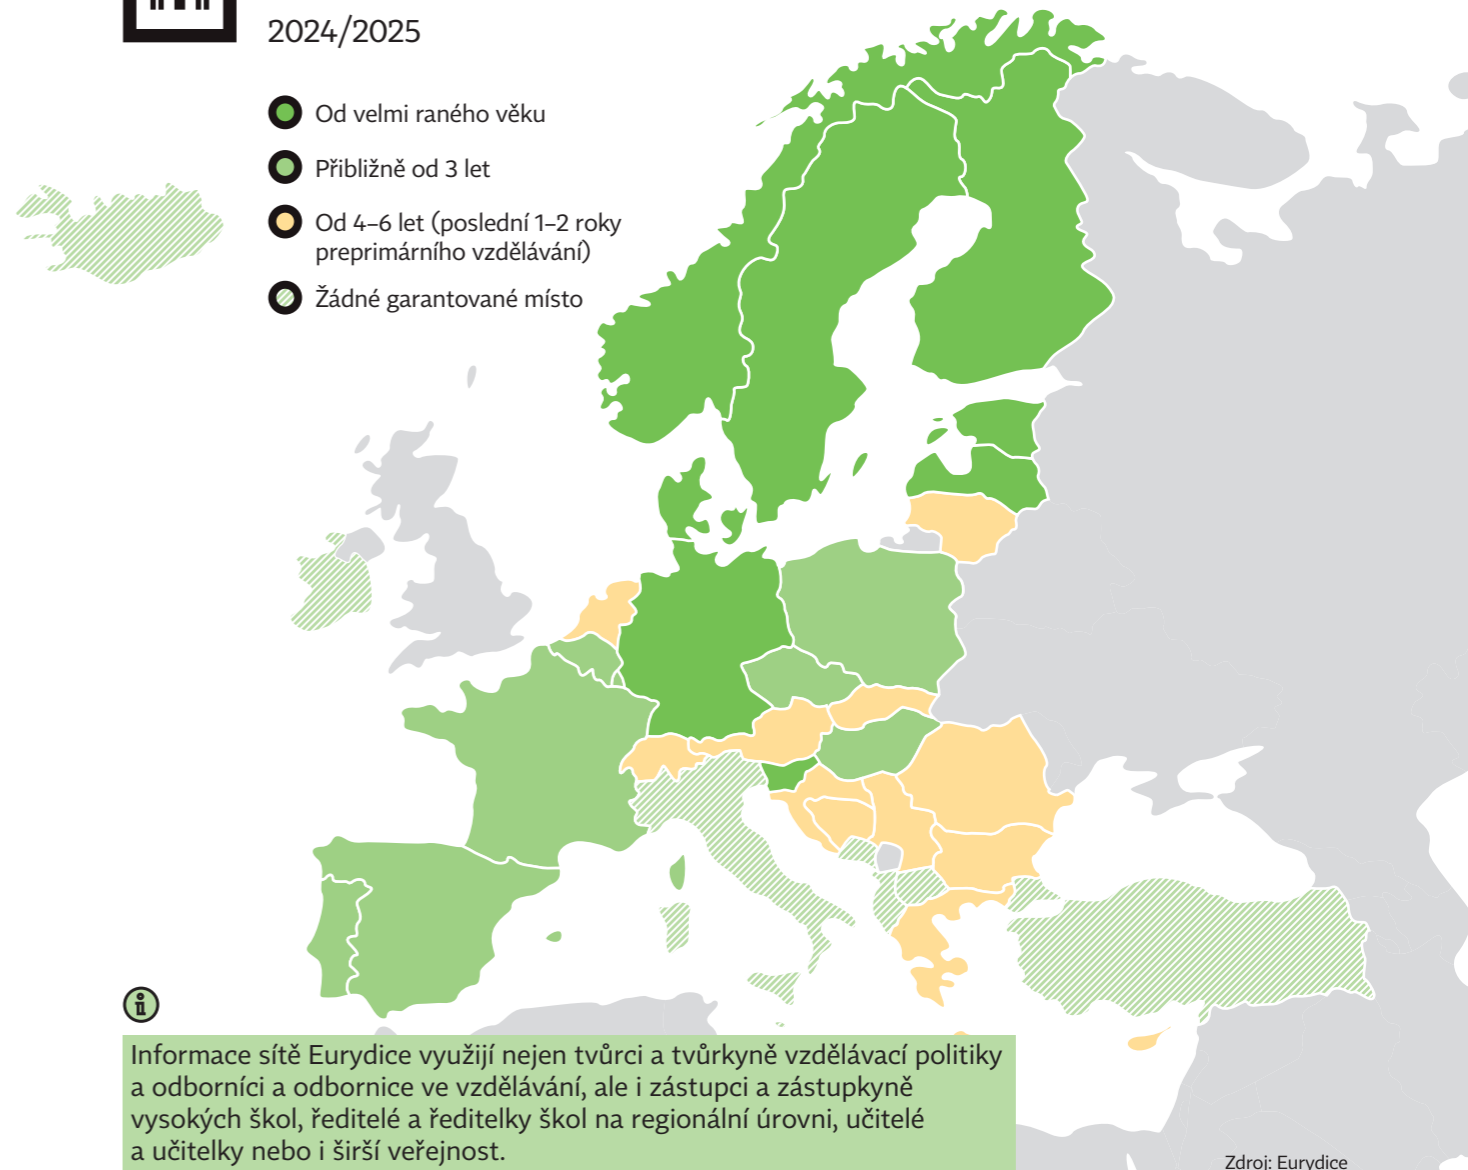 2024/2025
Od velmi raného věku
Přibližně od 3 let
Od 4–6 let (poslední 1–2 roky
preprimárního vzdělávání)
Žádné garantované místo
Informace sítě Eurydice využijí nejen tvůrci a tvůrkyně vzdělávací politiky
a odborníci a odbornice ve vzdělávání, ale i zástupci a zástupkyně
vysokých škol, ředitelé a ředitelky škol na regionální úrovni, učitelé
a učitelky nebo i širší veřejnost.
Zdroj: Eurydice